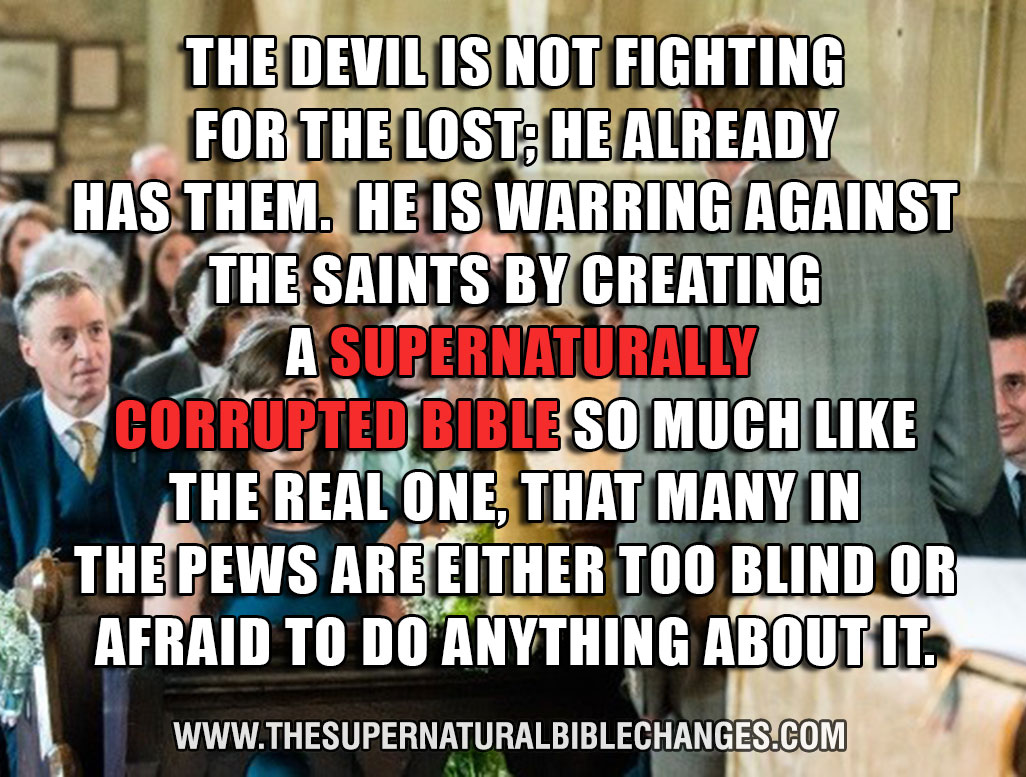 THE DEVIL IS NOT FIGHTING
FOR THE LOST; HE ALREADY
HAS THEM.  HE IS WARRING AGAINST
THE SAINTS BY CREATING
A SUPERNATURALLY
CORRUPTED BIBLE SO MUCH LIKE
THE REAL ONE, THAT MANY IN
THE PEWS ARE EITHER TOO BLIND OR
AFRAID TO DO ANYTHING ABOUT IT.
WWW.THESUPERNATURALBIBLECHANGES.COM